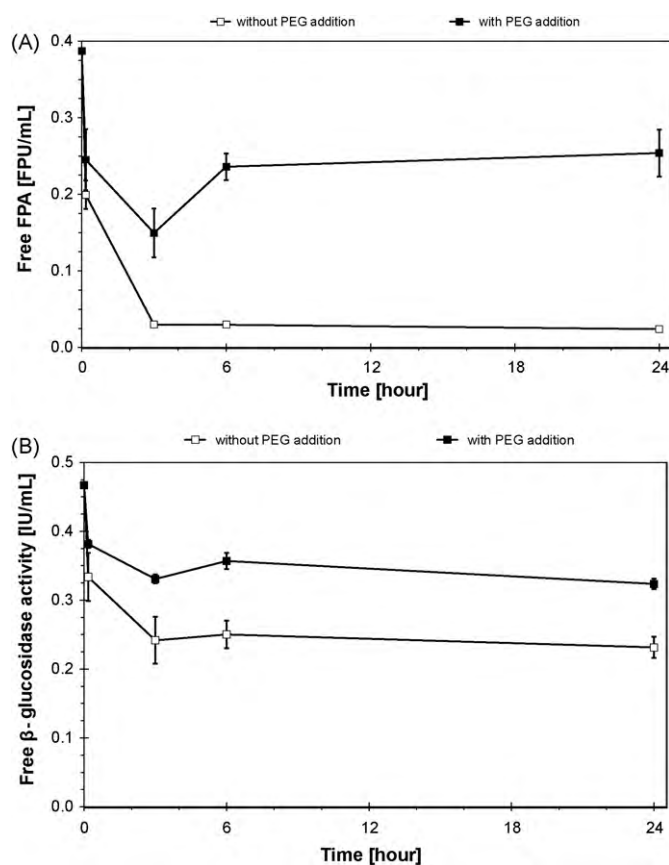 without PEG addition with PEG addition
(A)
0.4
0.3
0.2
0.1
0.0
Free FPA [FPU/mL]
0 6 12 18 24
Time [hour]
without PEG addition with PEG addition
(B)
0.5
0.4
0.3
0.2
0.1
0.0
Free β- glucosidase activity [IU/mL]
0 6 12 18 24
Time [hour]